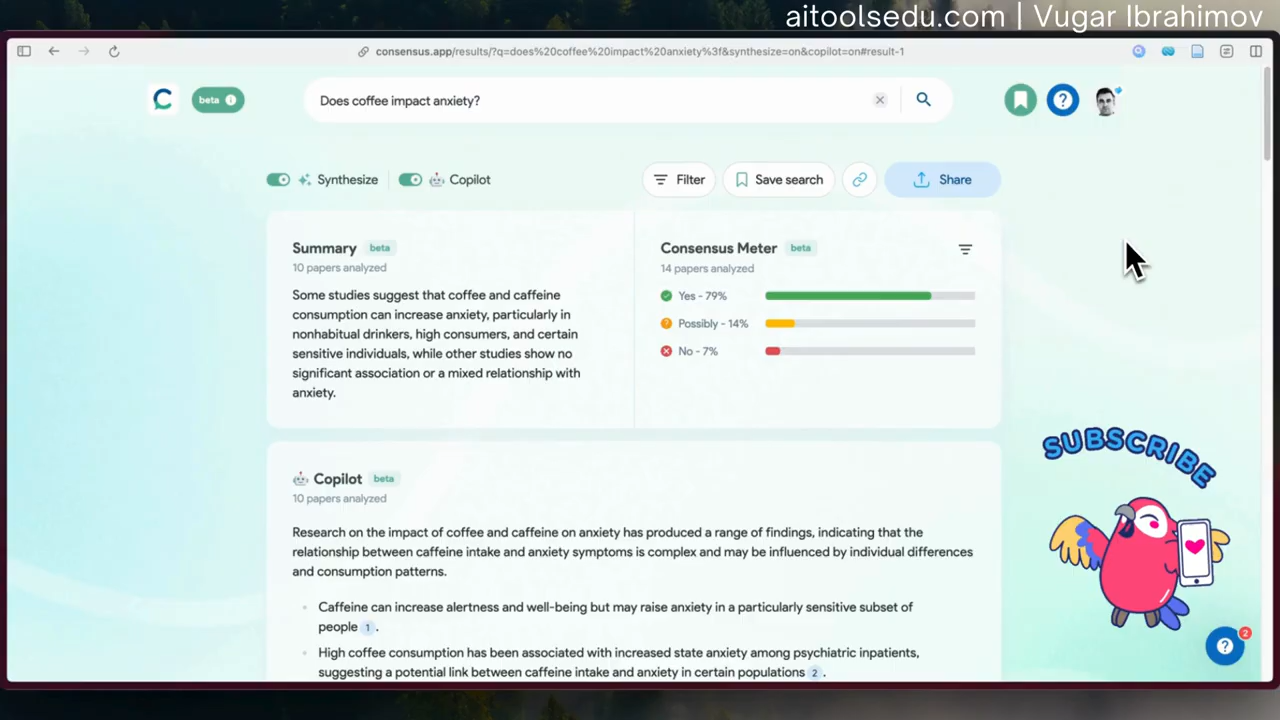 aitoolsedu.com | Vugar Ibrahimov
consensus.app/results/?q=does%20coffee%20impact%20anxiety%3f&synthesize=on&copilot=on#result-1
C
beta i
Does coffee impact anxiety?
Synthesize
Copilot
Filter
Save search
Share
Summary beta
10 papers analyzed
Some studies suggest that coffee and caffeine
consumption can increase anxiety, particularly in
nonhabitual drinkers, high consumers, and certain
sensitive individuals, while other studies show no
significant association or a mixed relationship with
anxiety.
Consensus Meter beta
14 papers analyzed
Yes - 79%
? Possibly - 14%
No - 7%
SUBSCRIBE
Copilot beta
10 papers analyzed
Research on the impact of coffee and caffeine on anxiety has produced a range of findings, indicating that the
relationship between caffeine intake and anxiety symptoms is complex and may be influenced by individual differences
and consumption patterns.
Caffeine can increase alertness and well-being but may raise anxiety in a particularly sensitive subset of
people 1 .
High coffee consumption has been associated with increased state anxiety among psychiatric inpatients,
suggesting a potential link between caffeine intake and anxiety in certain populations 2 .
? 2